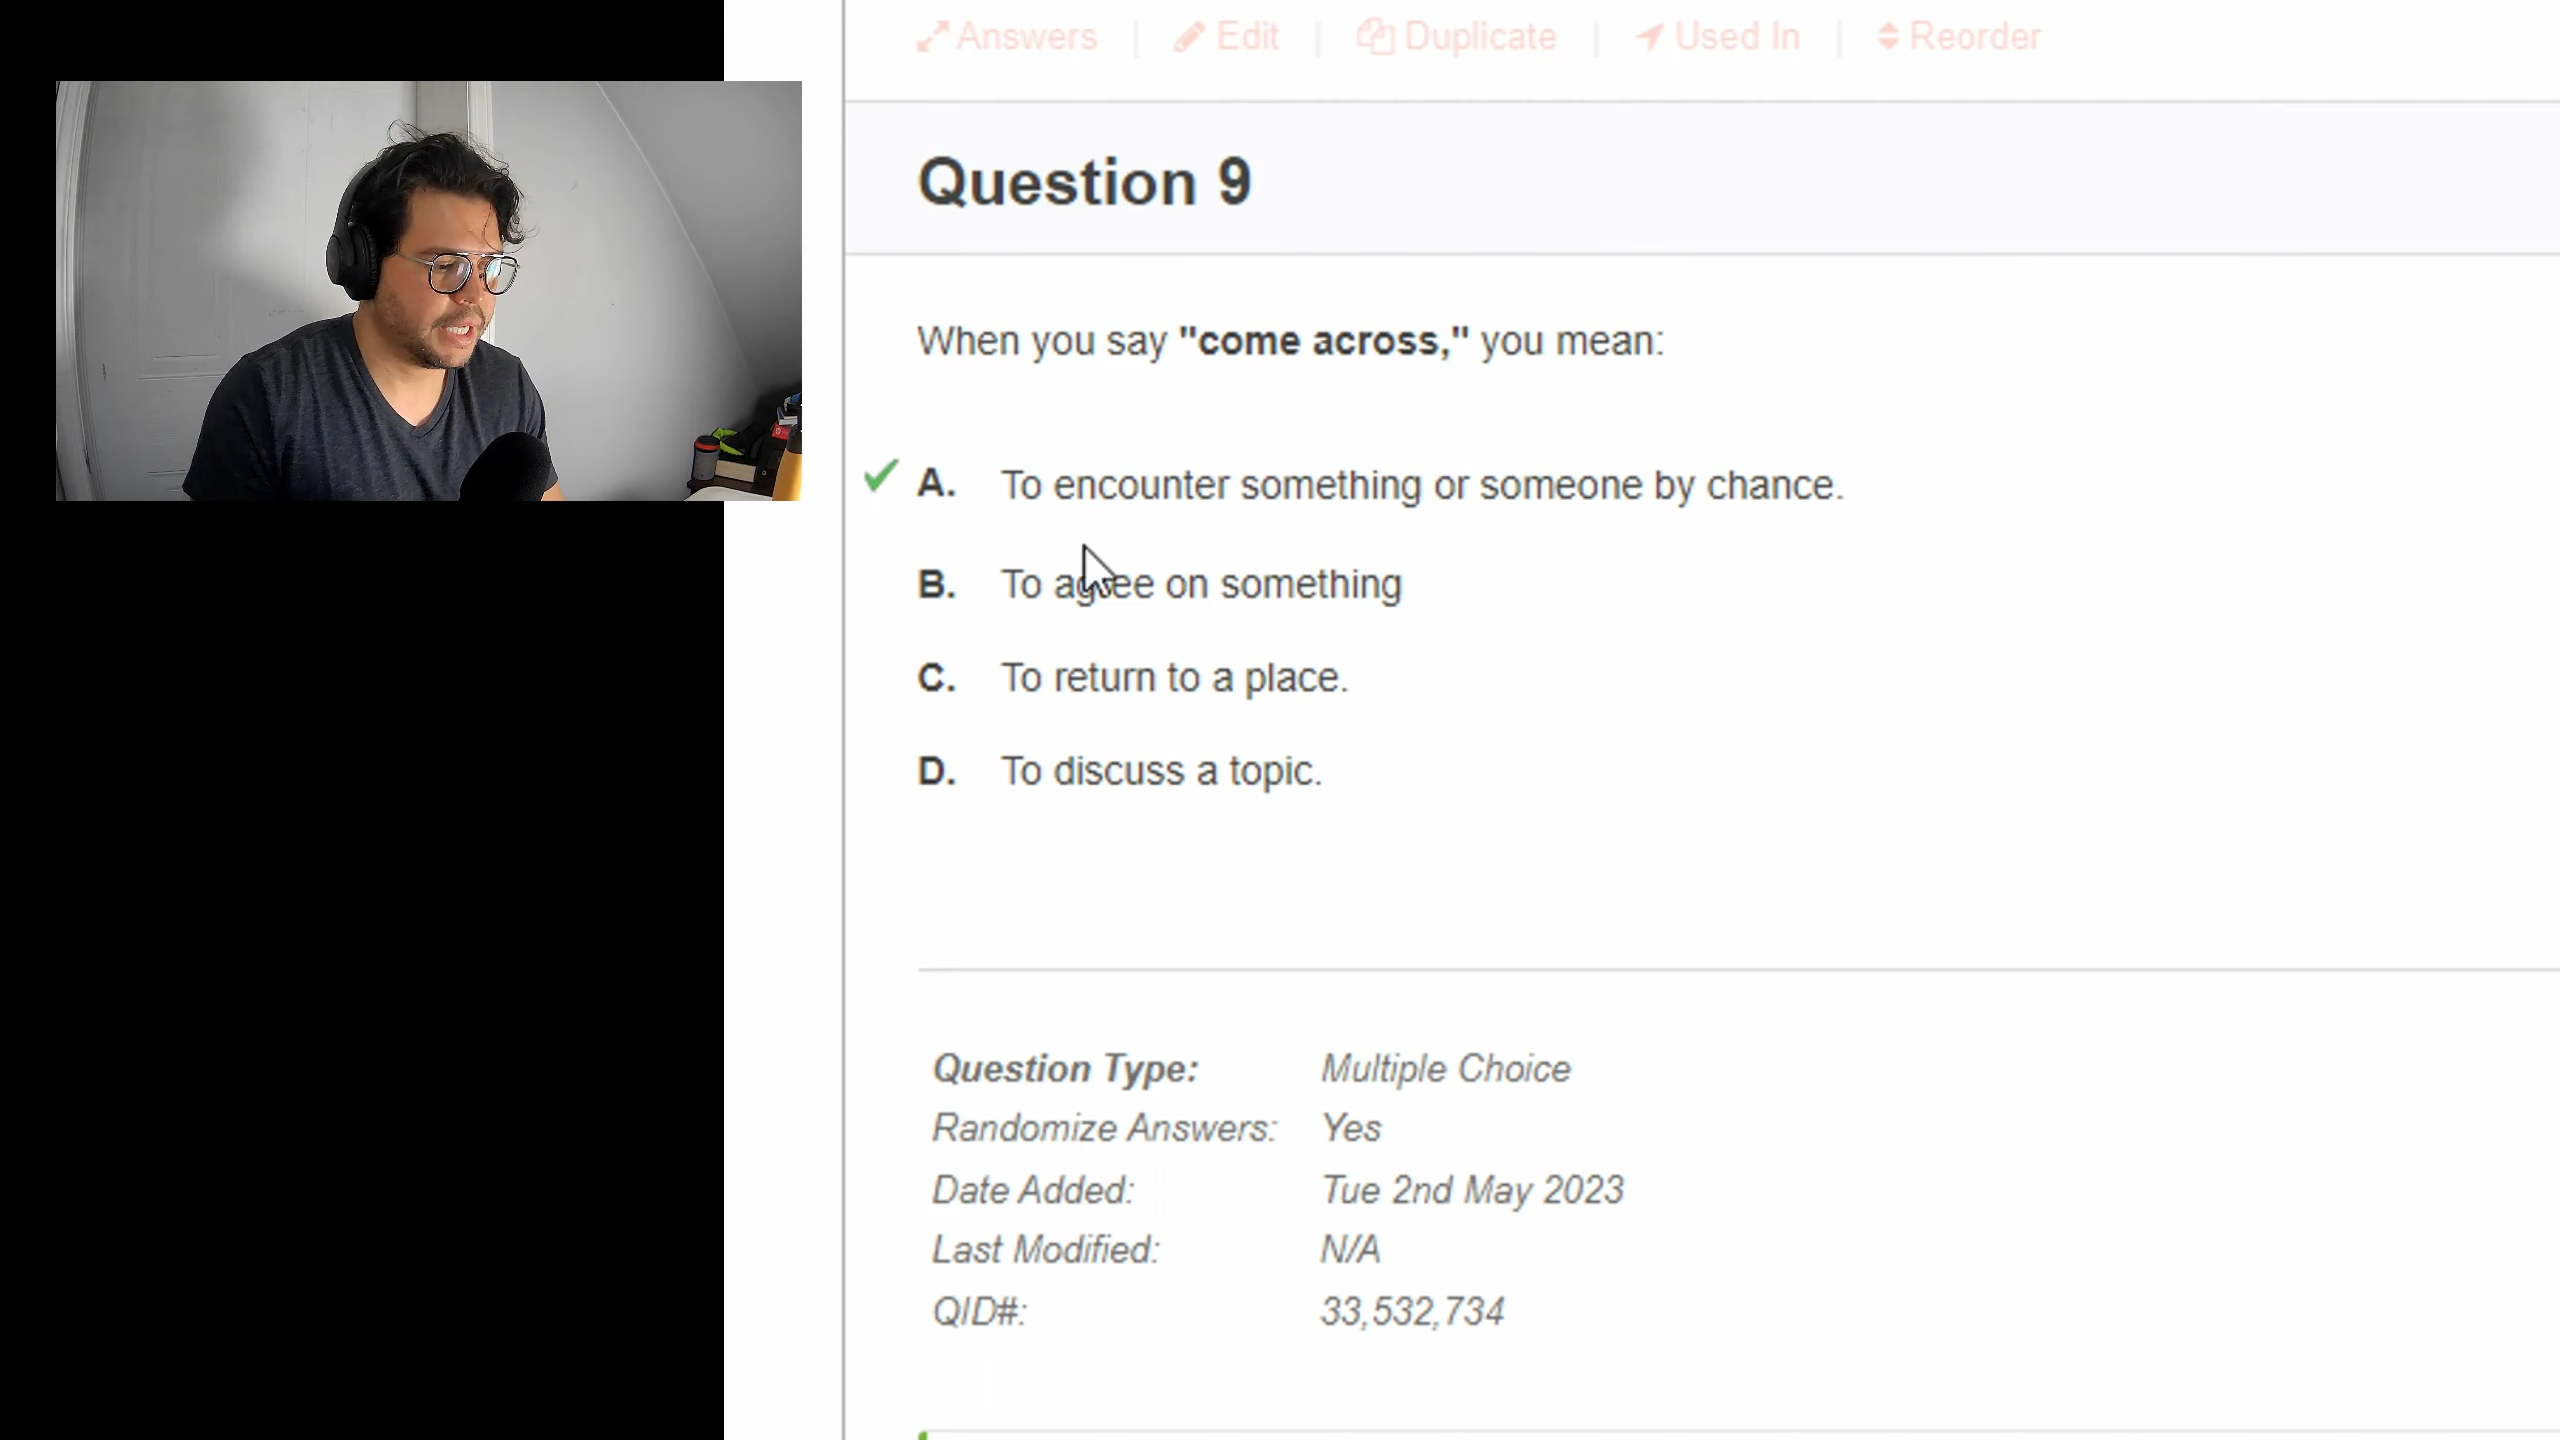 Answers | Edit | Duplicate | Used In | Reorder
Question 9
When you say "come across," you mean:
A. To encounter something or someone by chance.
B. To agree on something
C. To return to a place.
D. To discuss a topic.
Question Type: Multiple Choice
Randomize Answers: Yes
Date Added: Tue 2nd May 2023
Last Modified: N/A
QID#: 33,532,734